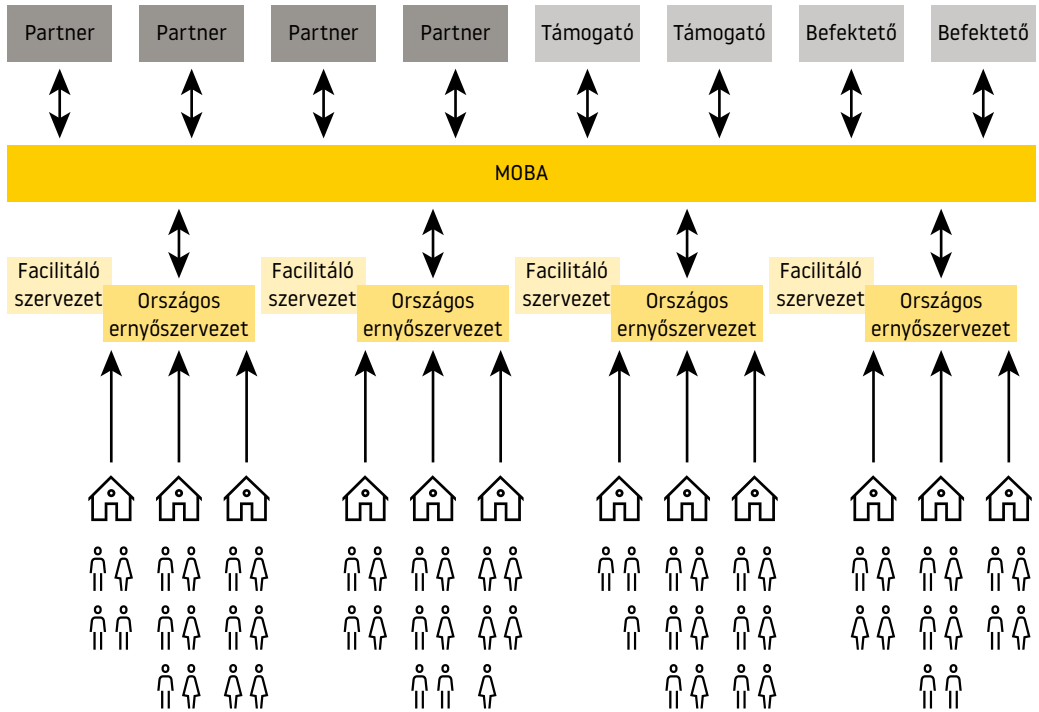 Partner
Partner
Partner
Partner
Támogató
Támogató
Befektető
Befektető
MOBA
Facilitáló
szervezet
Országos
ernyőszervezet
Facilitáló
szervezet
Országos
ernyőszervezet
Facilitáló
szervezet
Országos
ernyőszervezet
Facilitáló
szervezet
Országos
ernyőszervezet